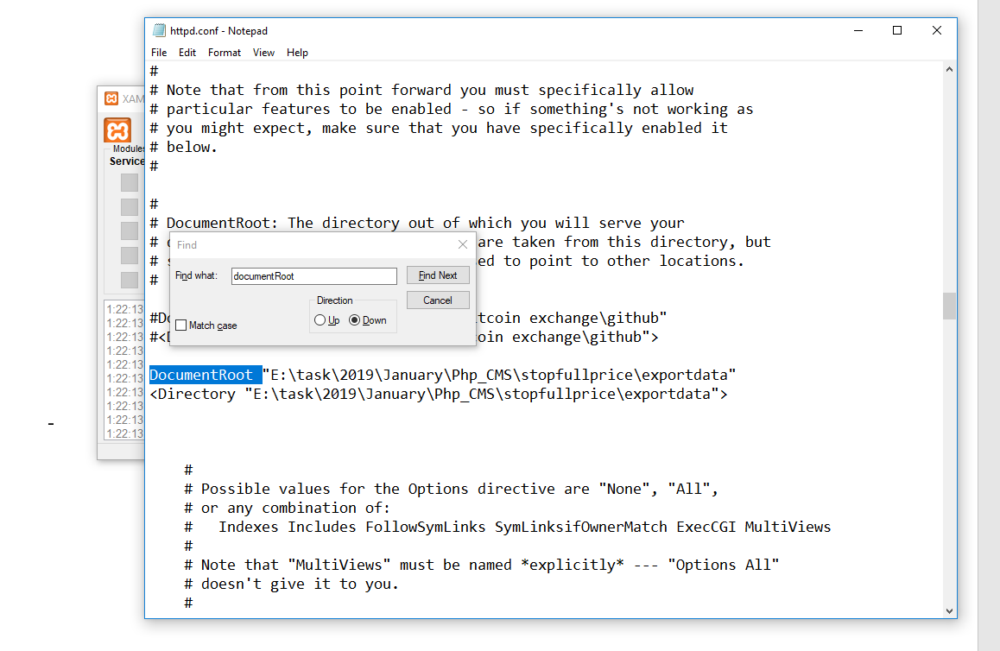 httpd.conf - Notepad
File Edit Format View Help
#
# Note that from this point forward you must specifically allow
# particular features to be enabled - so if something's not working as
# you might expect, make sure that you have specifically enabled it
# below.
#
#
# DocumentRoot: The directory out of which you will serve your
# are taken from this directory, but
# to point to other locations.
#
exchange\github"
exchange\github">
DocumentRoot "E:\task\2019\January\Php_CMS\stopfullprice\exportdata"
<Directory "E:\task\2019\January\Php_CMS\stopfullprice\exportdata">
#
# Possible values for the Options directive are "None", "All",
# or any combination of:
# Indexes Includes FollowSymLinks SymLinksifOwnerMatch ExecCGI MultiViews
#
# Note that "MultiViews" must be named *explicitly* --- "Options All"
# doesn't give it to you.
#
Find
Find what: documentRoot Find Next
Direction Cancel
Up Down
Match case
XAM
Modules
Service
1:22:13
1:22:13
1:22:13
1:22:13
1:22:13
1:22:13
1:22:13
1:22:13
1:22:13
1:22:13
-